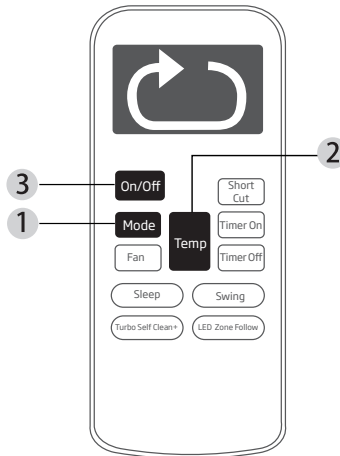 2
3
On/Off
Short
Cut
1
Mode
Temp
Timer On
Fan
Timer Off
Sleep
Swing
Turbo Self Clean+
LED Zone Follow